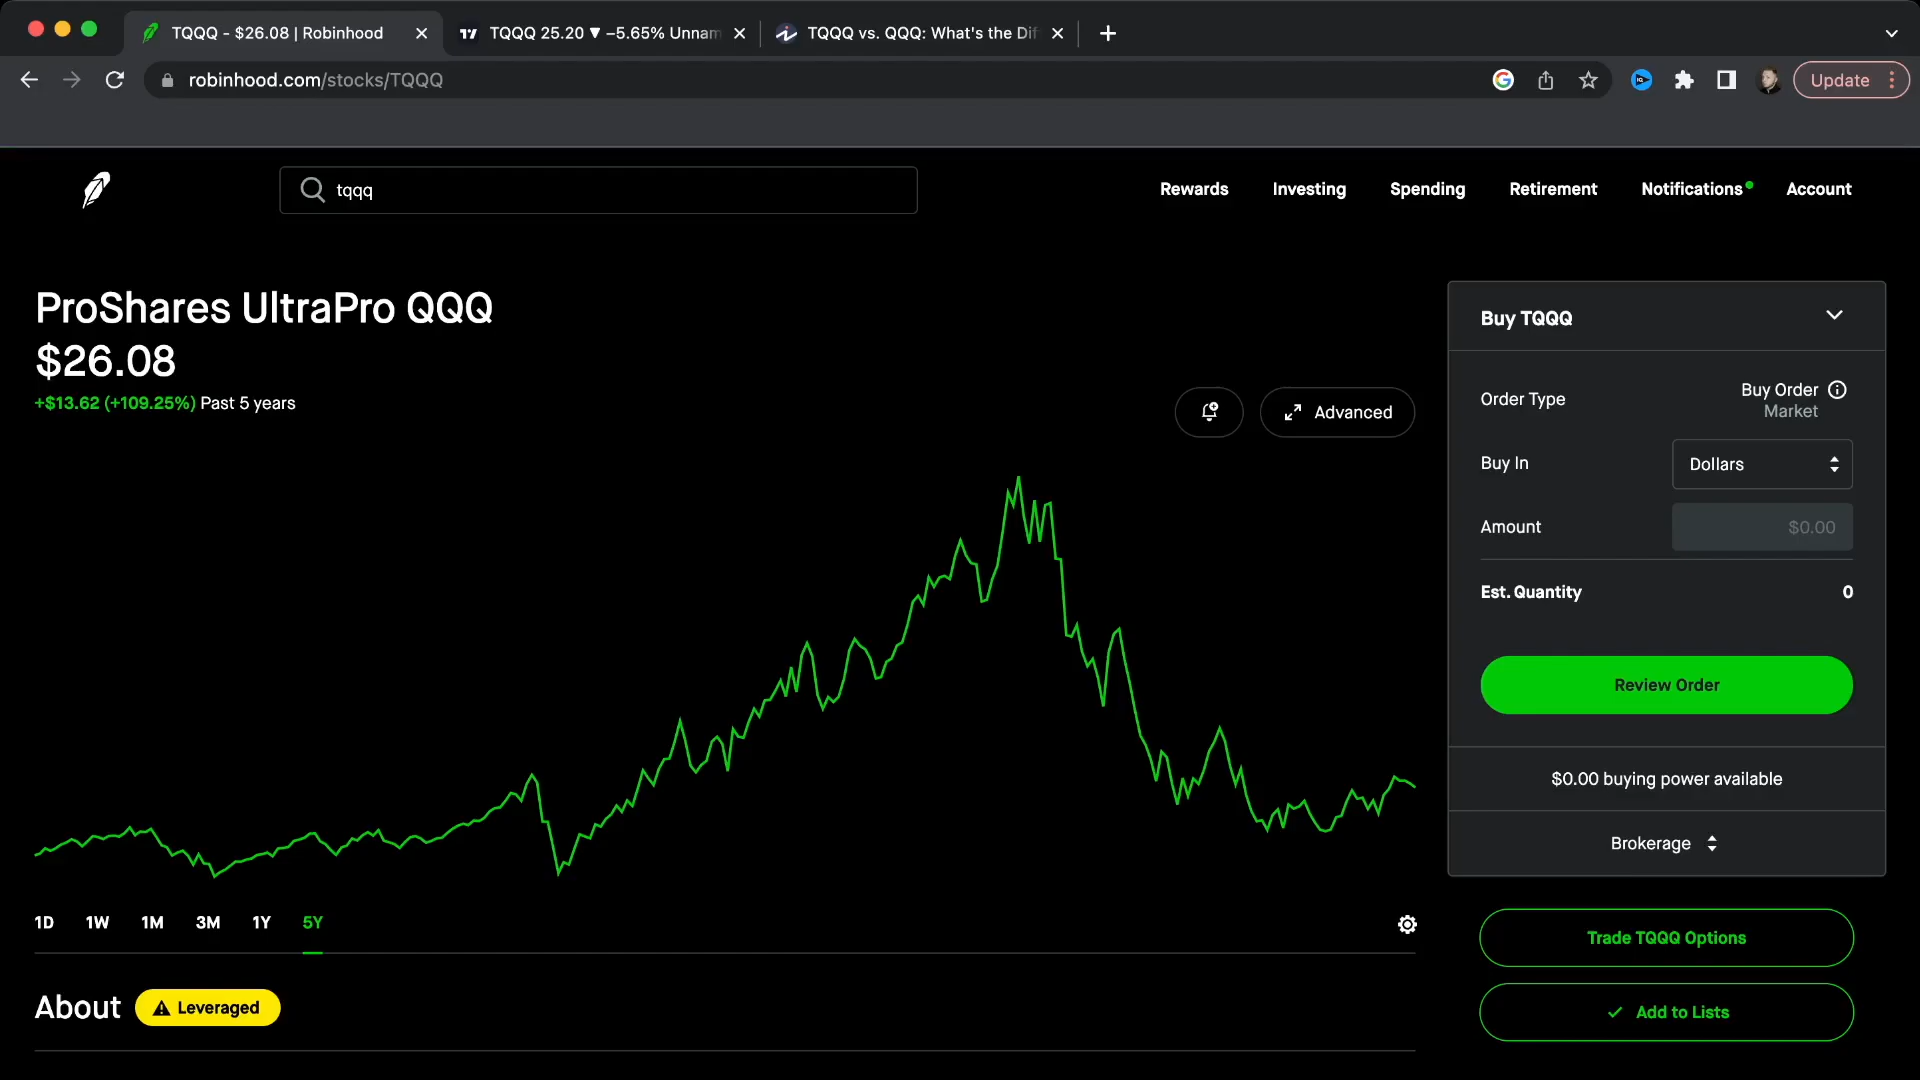 TQQQ - $26.08 | Robinhood
TQQQ 25.20 ▼ −5.65% Unnam
TQQQ vs. QQQ: What's the Dif
robinhood.com/stocks/TQQQ
Update
tqqq
Rewards
Investing
Spending
Retirement
Notifications
Account
ProShares UltraPro QQQ
$26.08
+$13.62 (+109.25%) Past 5 years
Advanced
1D 1W 1M 3M 1Y 5Y
About
Leveraged
Buy TQQQ
Order Type
Buy Order
Market
Buy In
Dollars
Amount
$0.00
Est. Quantity
0
Review Order
$0.00 buying power available
Brokerage
Trade TQQQ Options
Add to Lists